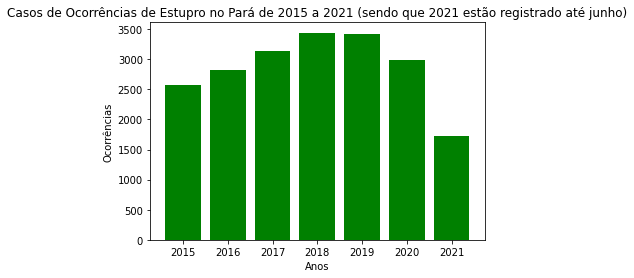 Casos de Ocorrências de Estupro no Pará de 2015 a 2021 (sendo que 2021 estão registrado até junho)
3500
3000
2500
2000
1500
1000
500
0
Ocorrências
2015 2016 2017 2018 2019 2020 2021
Anos